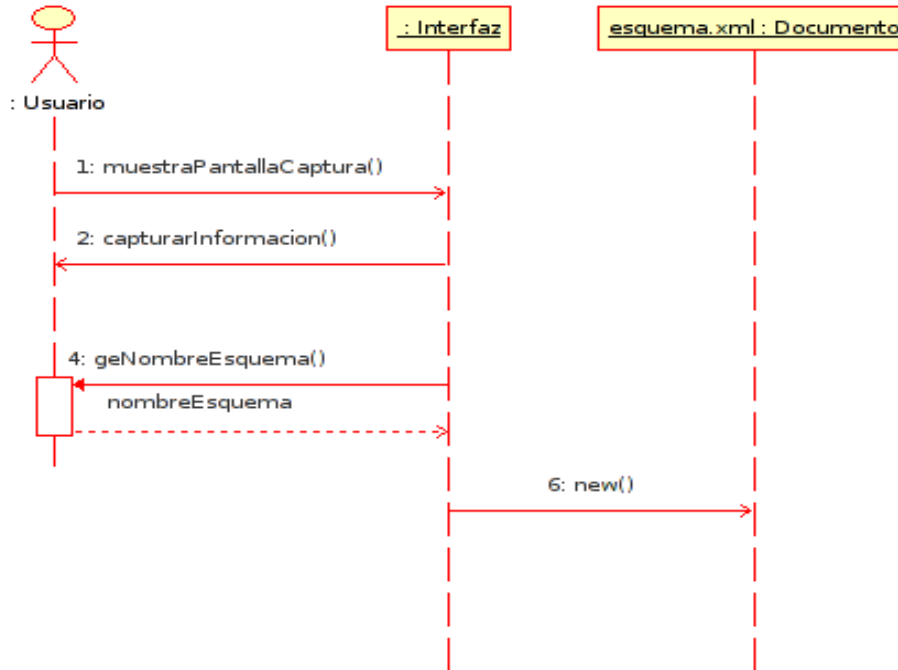 : Interfaz
esquema.xml : Documento
: Usuario
1: muestraPantallaCaptura()
2: capturarInformacion()
4: geNombreEsquema()
nombreEsquema
6: new()